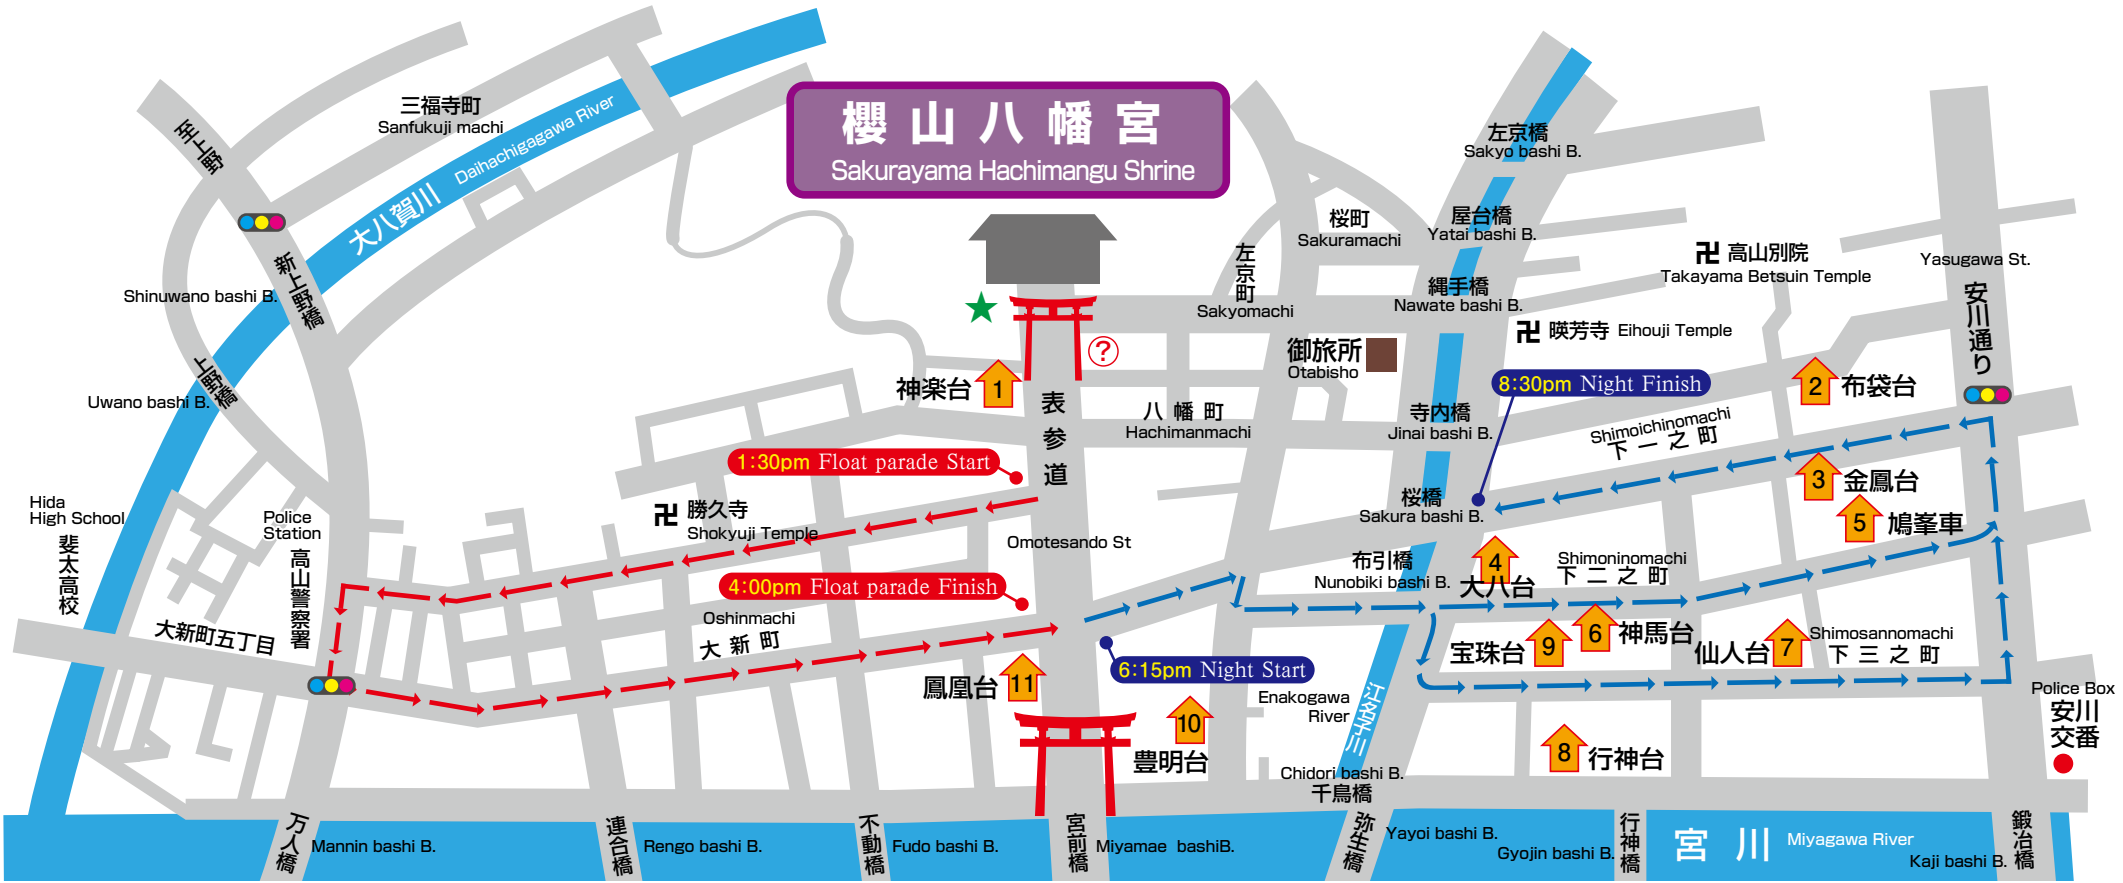 櫻山八幡宮
Sakurayama Hachimangu Shrine
至上野
三福寺町
Sanfukuji machi
大八賀川
Daihachigagawa River
新上野橋
Shinuwano bashi B.
上野橋
Uwano bashi B.
Hida
High School
斐太高校
Police
Station
高山警察署
大新町五丁目
勝久寺
Shokyuji Temple
1:30pm Float parade Start
4:00pm Float parade Finish
Oshinmachi
大新町
神楽台
1
?
表参道
Omotesando St
八幡町
Hachimanmachi
左京町
Sakyomachi
桜町
Sakuramachi
御旅所
Otabisho
左京橋
Sakyo bashi B.
屋台橋
Yatai bashi B.
縄手橋
Nawate bashi B.
寺内橋
Jinai bashi B.
桜橋
Sakura bashi B.
布引橋
Nunobiki bashi B.
高山別院
Takayama Betsuin Temple
暎芳寺 Eihouji Temple
8:30pm Night Finish
Yasugawa St.
安川通り
2
布袋台
Shimoichinomachi
下一之町
3
金鳳台
5
鳩峯車
4
大八台
Shimoninomachi
下二之町
宝珠台
9
6
神馬台
仙人台
7
Shimosannomachi
下三之町
6:15pm Night Start
鳳凰台
11
10
豊明台
Enakogawa
River
江名子川
8
行神台
Police Box
安川
交番
Chidori bashi B.
千鳥橋
万人橋
Mannin bashi B.
連合橋
Rengo bashi B.
不動橋
Fudo bashi B.
宮前橋
Miyamae bashiB.
弥生橋
Yayoi bashi B.
Gyojin bashi B.
行神橋
宮川
Miyagawa River
Kaji bashi B.
鍛冶橋